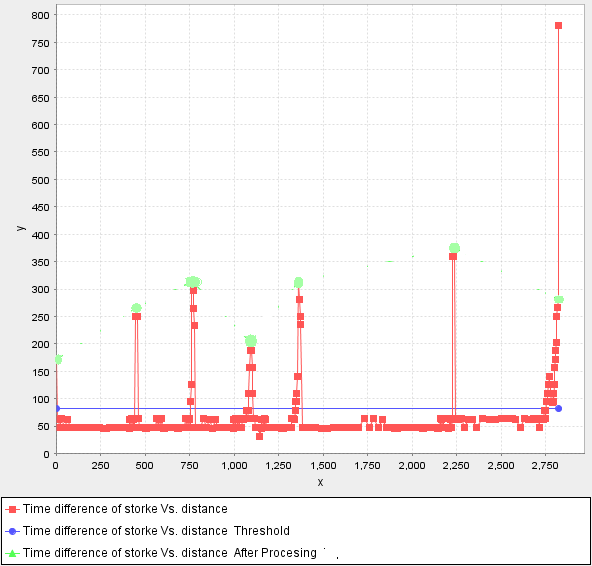 800
750
700
650
600
550
500
450
400
350
300
250
200
150
100
50
0
y
0 250 500 750 1,000 1,250 1,500 1,750 2,000 2,250 2,500 2,750
x
Time difference of storke Vs. distance
Time difference of storke Vs. distance Threshold
Time difference of storke Vs. distance After Procesing